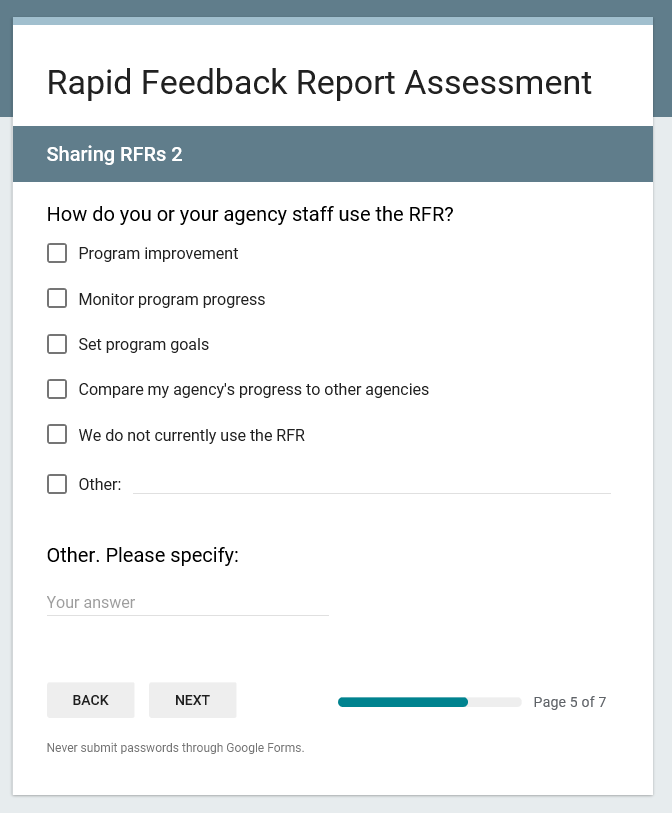 Rapid Feedback Report Assessment
Sharing RFRs 2
How do you or your agency staff use the RFR?
Program improvement
Monitor program progress
Set program goals
Compare my agency's progress to other agencies
We do not currently use the RFR
Other:
Other. Please specify:
Your answer
BACK NEXT Page 5 of 7
Never submit passwords through Google Forms.